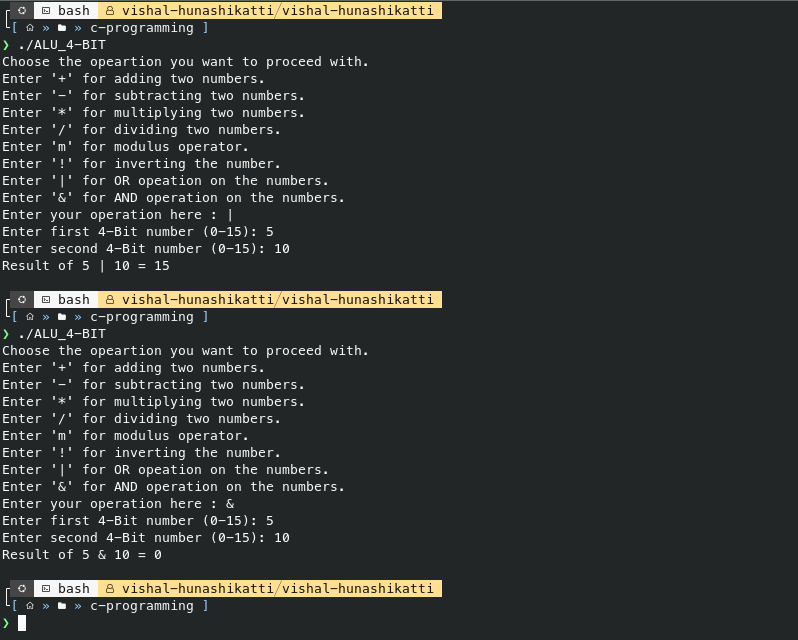 bash vishal-hunashikatti/vishal-hunashikatti
[ » » c-programming ]
❯ ./ALU_4-BIT
Choose the opeartion you want to proceed with.
Enter '+' for adding two numbers.
Enter '-' for subtracting two numbers.
Enter '*' for multiplying two numbers.
Enter '/' for dividing two numbers.
Enter 'm' for modulus operator.
Enter '!' for inverting the number.
Enter '|' for OR opeation on the numbers.
Enter '&' for AND operation on the numbers.
Enter your operation here : |
Enter first 4-Bit number (0-15): 5
Enter second 4-Bit number (0-15): 10
Result of 5 | 10 = 15
bash vishal-hunashikatti/vishal-hunashikatti
[ » » c-programming ]
❯ ./ALU_4-BIT
Choose the opeartion you want to proceed with.
Enter '+' for adding two numbers.
Enter '-' for subtracting two numbers.
Enter '*' for multiplying two numbers.
Enter '/' for dividing two numbers.
Enter 'm' for modulus operator.
Enter '!' for inverting the number.
Enter '|' for OR opeation on the numbers.
Enter '&' for AND operation on the numbers.
Enter your operation here : &
Enter first 4-Bit number (0-15): 5
Enter second 4-Bit number (0-15): 10
Result of 5 & 10 = 0
bash vishal-hunashikatti/vishal-hunashikatti
[ » » c-programming ]
❯